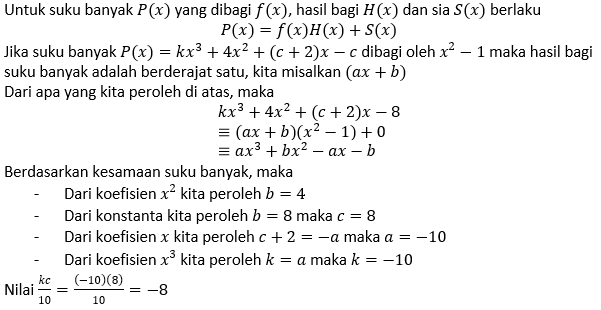 Untuk suku banyak P(x) yang dibagi f(x), hasil bagi H(x) dan sia S(x) berlaku
P(x) = f(x)H(x) + S(x)
Jika suku banyak P(x) = kx³ + 4x² + (c + 2)x − c dibagi oleh x² − 1 maka hasil bagi
suku banyak adalah berderajat satu, kita misalkan (ax + b)
Dari apa yang kita peroleh di atas, maka
kx³ + 4x² + (c + 2)x − 8
≡ (ax + b)(x² − 1) + 0
≡ ax³ + bx² − ax − b
Berdasarkan kesamaan suku banyak, maka
- Dari koefisien x² kita peroleh b = 4
- Dari konstanta kita peroleh b = 8 maka c = 8
- Dari koefisien x kita peroleh c + 2 = −a maka a = −10
- Dari koefisien x³ kita peroleh k = a maka k = −10
Nilai kc/10 = (−10)(8)/10 = −8